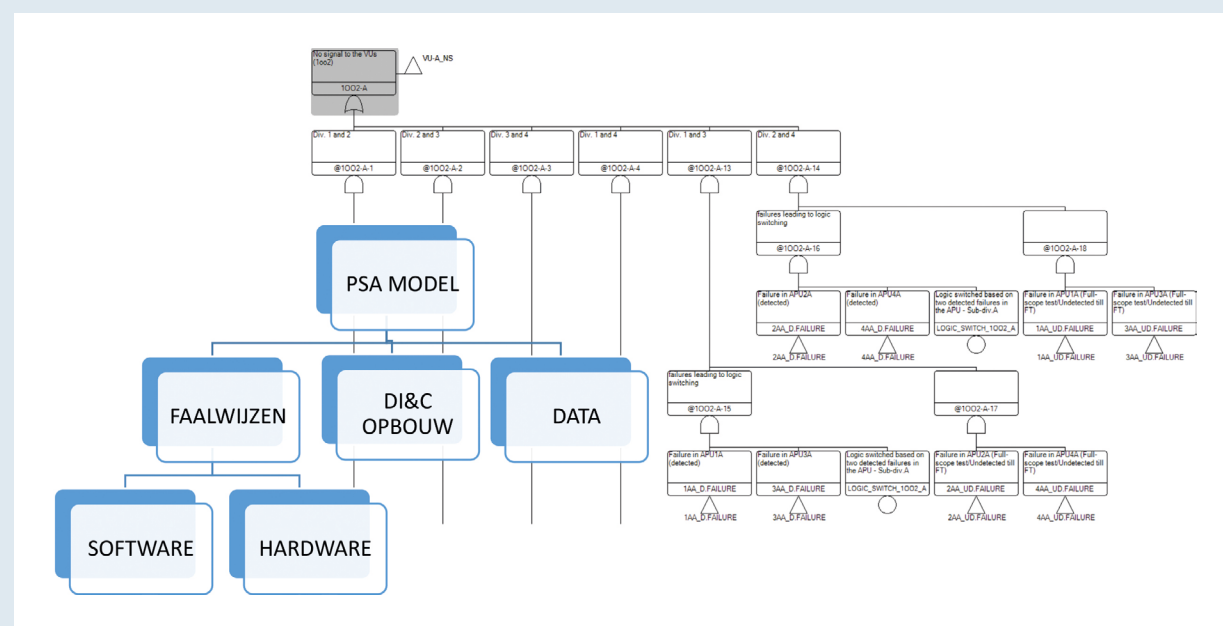 No signal to the VUs
(1oo2)
1OO2-A
VU-A_NS
Div. 1 and 2
@1OO2-A-1
Div. 2 and 3
@1OO2-A-2
Div. 3 and 4
@1OO2-A-3
Div. 1 and 4
@1OO2-A-4
Div. 1 and 3
@1OO2-A-13
Div. 2 and 4
@1OO2-A-14
failures leading to logic
switching
@1OO2-A-16
@1OO2-A-18
Failure in APU2A
(detected)
2AA_D.FAILURE
2AA_D.FAILURE
Failure in APU4A
(detected)
4AA_D.FAILURE
4AA_D.FAILURE
Logic switched based on
two detected failures in
the APU - Sub-div.A
LOGIC_SWITCH_1OO2_A
Failure in APU1A (Full-
scope test/Undetected till
FT)
1AA_UD.FAILURE
1AA_UD.FAILURE
Failure in APU3A (Full-
scope test/Undetected till
FT)
3AA_UD.FAILURE
3AA_UD.FAILURE
failures leading to logic
switching
@1OO2-A-15
@1OO2-A-17
Failure in APU1A
(detected)
1AA_D.FAILURE
1AA_D.FAILURE
Failure in APU3A
(detected)
3AA_D.FAILURE
3AA_D.FAILURE
Logic switched based on
two detected failures in
the APU - Sub-div.A
LOGIC_SWITCH_1OO2_A
Failure in APU2A (Full-
scope test/Undetected till
FT)
2AA_UD.FAILURE
2AA_UD.FAILURE
Failure in APU4A (Full-
scope test/Undetected till
FT)
4AA_UD.FAILURE
4AA_UD.FAILURE
PSA MODEL
FAALWIJZEN
DI&C
OPBOUW
DATA
SOFTWARE
HARDWARE